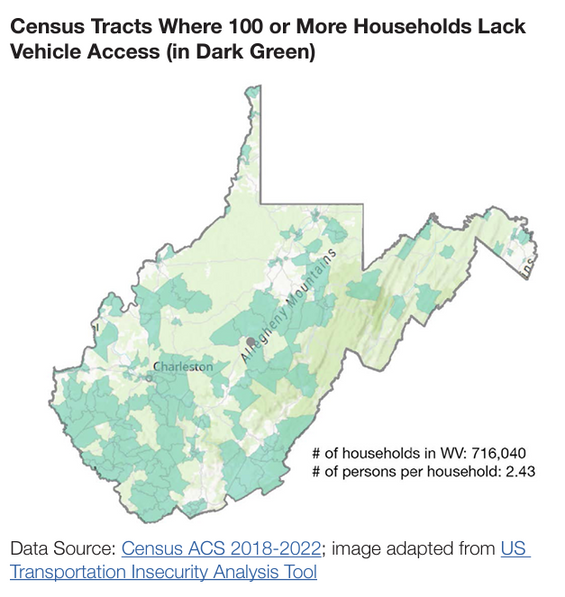 Census Tracts Where 100 or More Households Lack
Vehicle Access (in Dark Green)
Allegheny Mountains
Charleston
# of households in WV: 716,040
# of persons per household: 2.43
Data Source: Census ACS 2018-2022; image adapted from US
Transportation Insecurity Analysis Tool